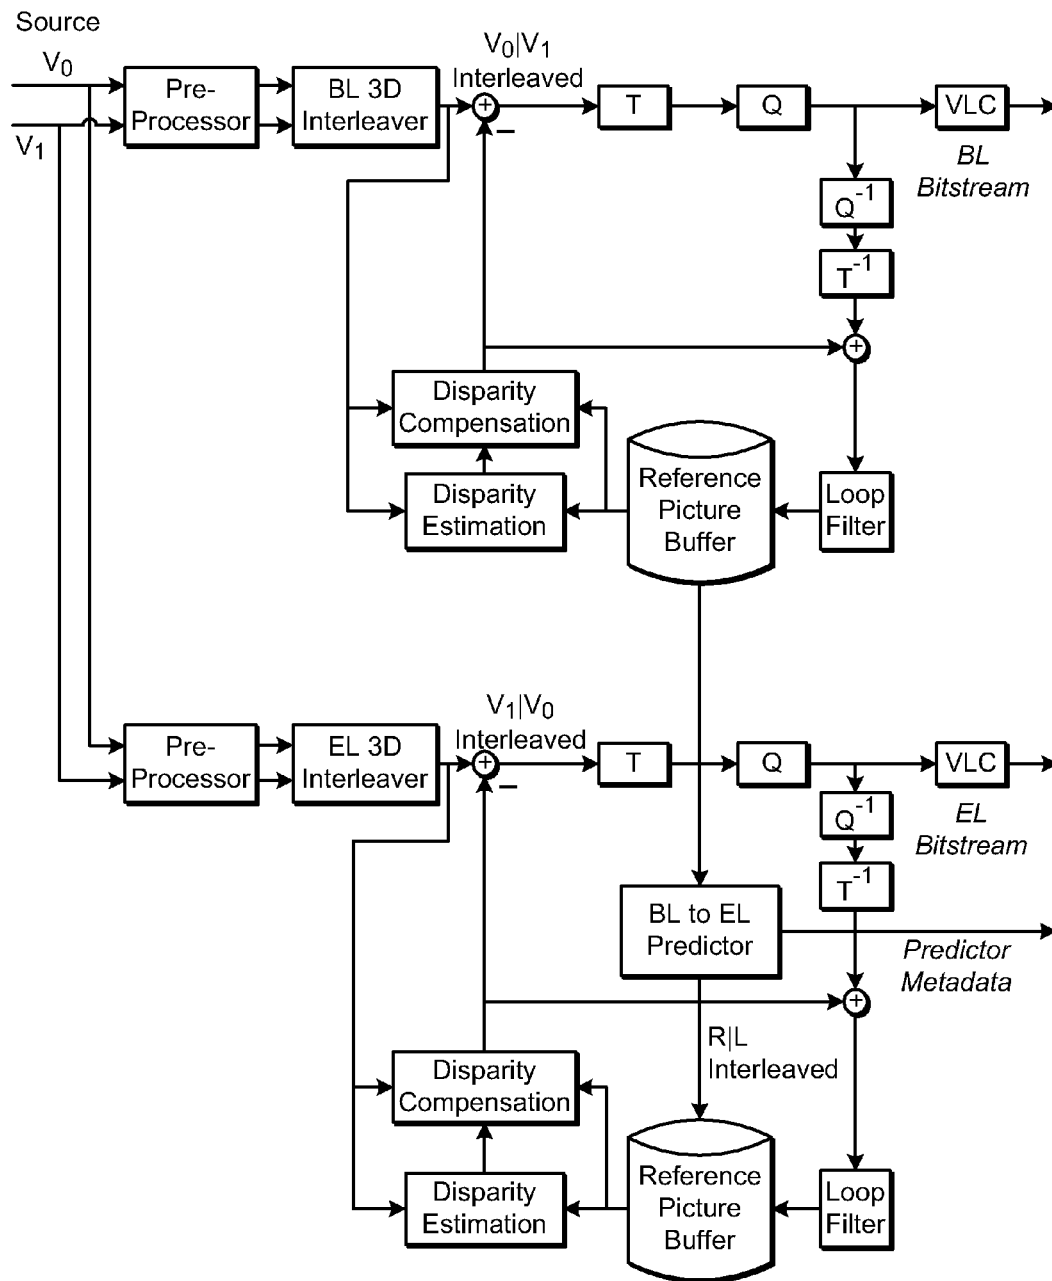 Source
V0
V1
Pre-
Processor
BL 3D
Interleaver
V0|V1
Interleaved
+
−
T
Q
VLC
BL
Bitstream
Q-1
T-1
+
Disparity
Compensation
Disparity
Estimation
Reference
Picture
Buffer
Loop
Filter
Pre-
Processor
EL 3D
Interleaver
V1|V0
Interleaved
+
−
T
Q
VLC
EL
Bitstream
Q-1
T-1
BL to EL
Predictor
Predictor
Metadata
+
R|L
Interleaved
Disparity
Compensation
Disparity
Estimation
Reference
Picture
Buffer
Loop
Filter